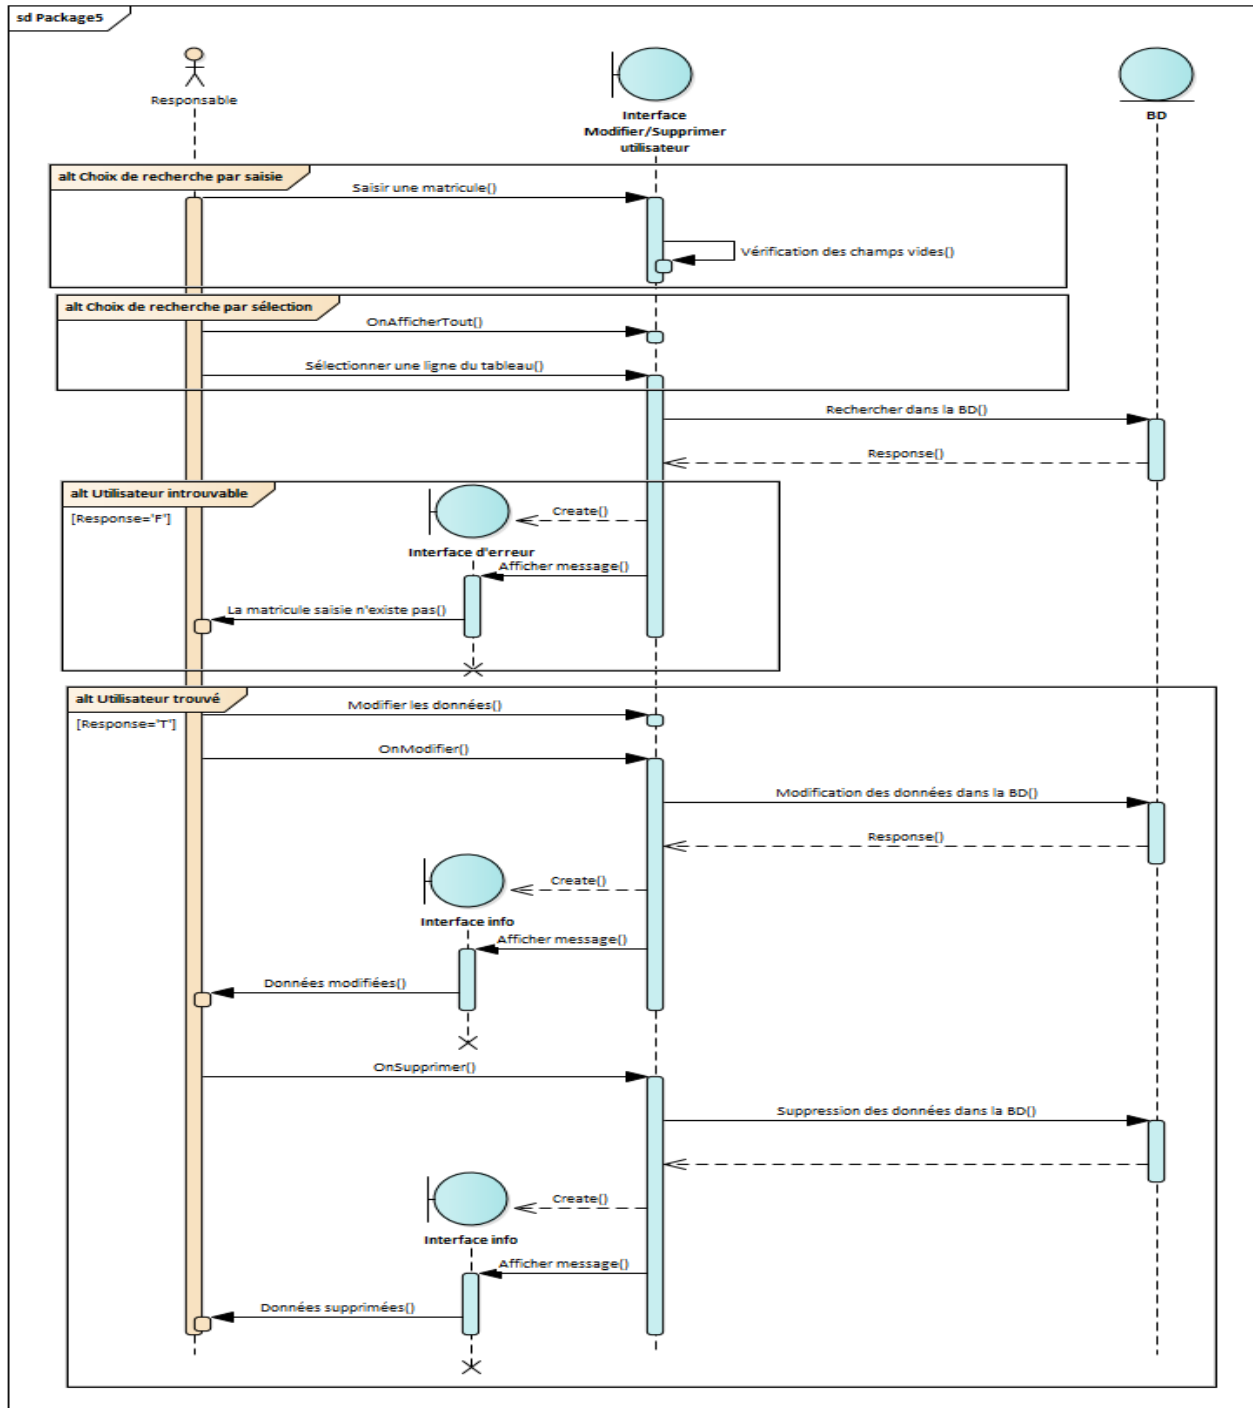 sd Package5
Responsable
Interface
Modifier/Supprimer
utilisateur
BD
alt Choix de recherche par saisie
Saisir une matricule()
Vérification des champs vides()
alt Choix de recherche par sélection
OnAfficherTout()
Sélectionner une ligne du tableau()
Rechercher dans la BD()
Response()
alt Utilisateur introuvable
[Response='F']
Create()
Interface d'erreur
Afficher message()
La matricule saisie n'existe pas()
alt Utilisateur trouvé
[Response='T']
Modifier les données()
OnModifier()
Modification des données dans la BD()
Response()
Create()
Interface info
Afficher message()
Données modifiées()
OnSupprimer()
Suppression des données dans la BD()
Create()
Interface info
Afficher message()
Données supprimées()